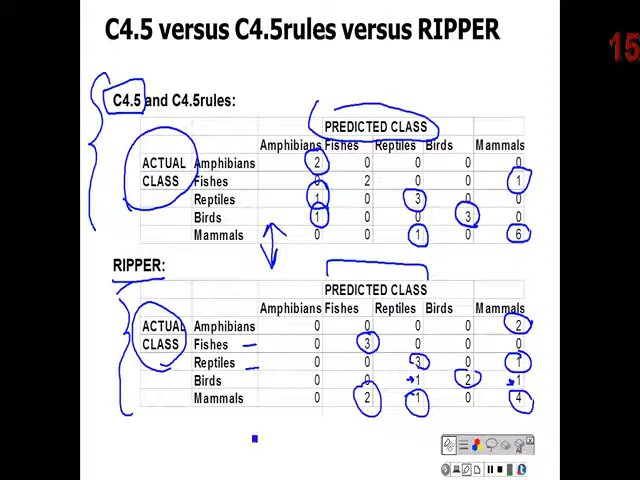 C4.5 versus C4.5rules versus RIPPER
15
C4.5 and C4.5rules:
PREDICTED CLASS
Amphibians Fishes Reptiles Birds Mammals
ACTUAL Amphibians 2 0 0 0 0
CLASS Fishes 0 2 0 0 1
Reptiles 1 0 3 0 0
Birds 1 0 0 3 0
Mammals 0 0 1 0 6
RIPPER:
PREDICTED CLASS
Amphibians Fishes Reptiles Birds Mammals
ACTUAL Amphibians 0 0 0 0 2
CLASS Fishes 0 3 0 0 0
Reptiles 0 0 3 0 1
Birds 0 0 1 2 1
Mammals 0 2 1 0 4